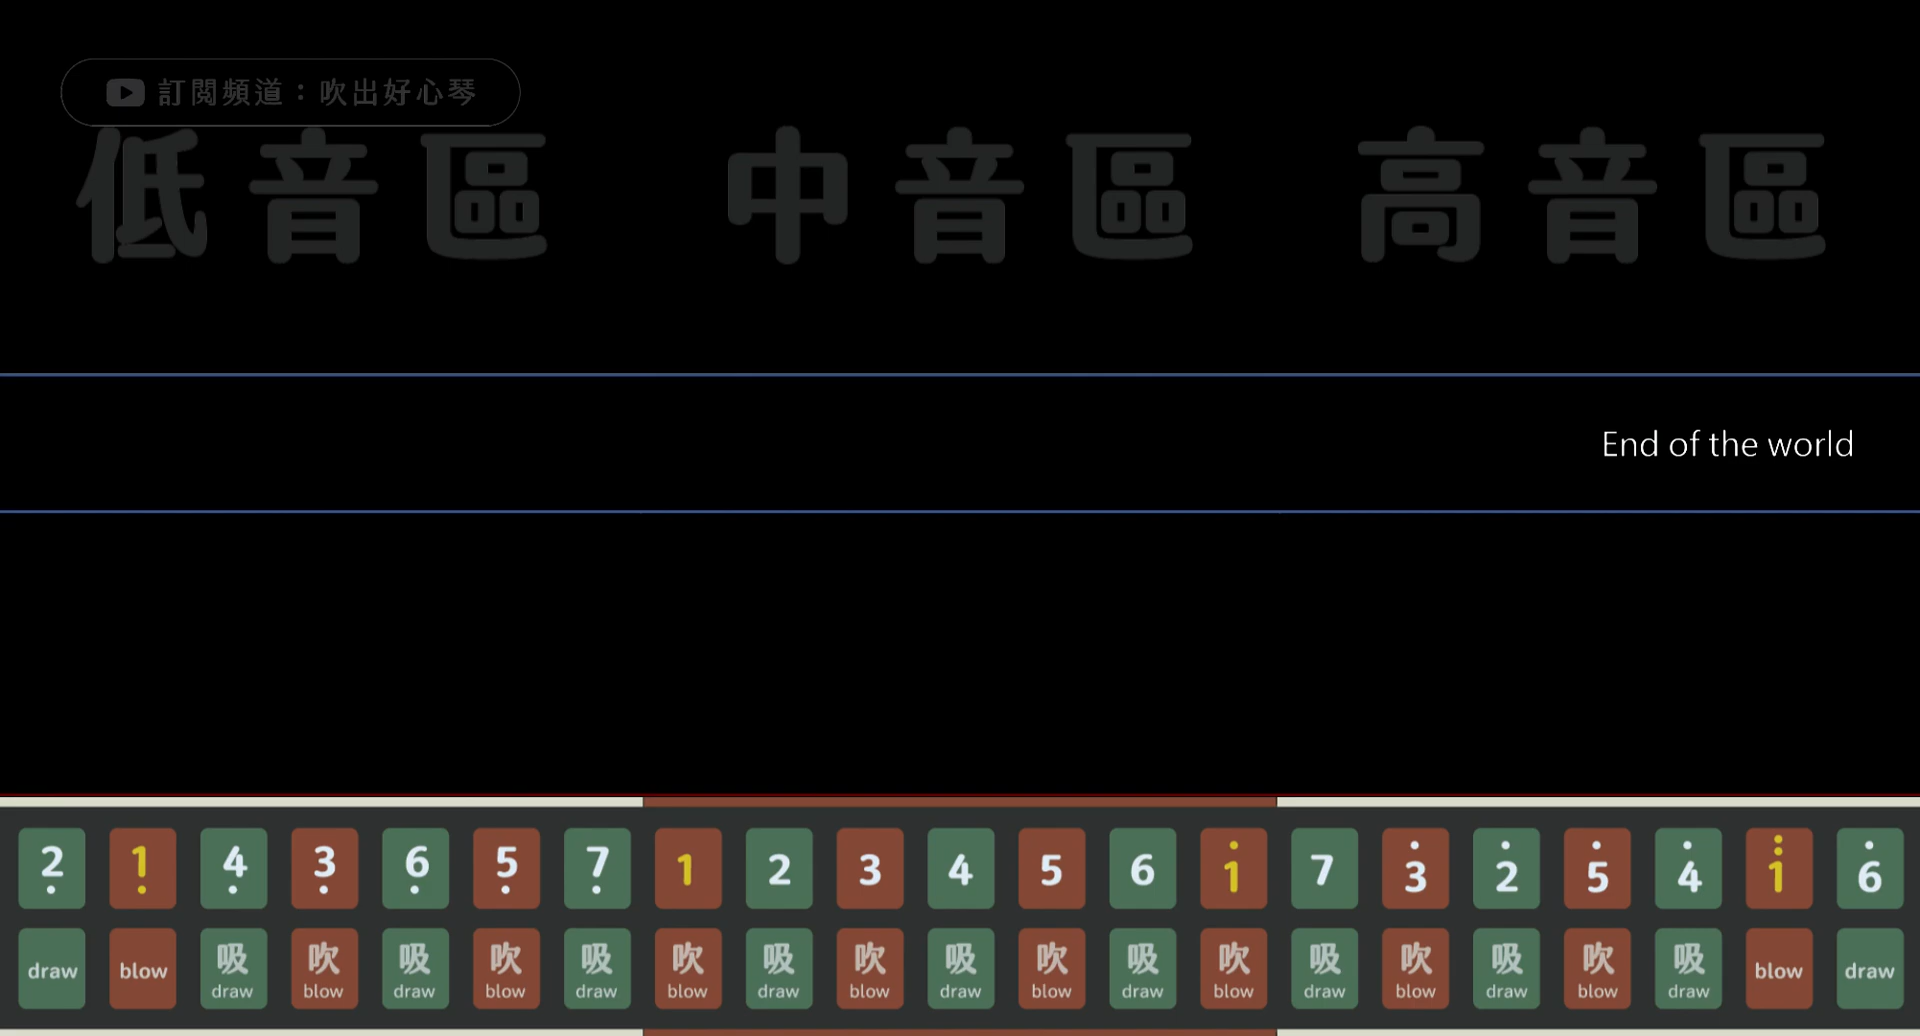 訂閱頻道：吹出好心琴
低音區 中音區 高音區
End of the world
2̣ 1̣ 4̣ 3̣ 6̣ 5̣ 7̣ 1 2 3 4 5 6 1̇ 7 3̇ 2̇ 5̇ 4̇ 1̈ 6̇
draw blow 吸 吹 吸 吹 吸 吹 吸 吹 吸 吹 吸 吹 吸 吹 吸 吹 吸 blow draw
draw blow draw blow draw blow draw blow draw blow draw blow draw blow draw blow draw